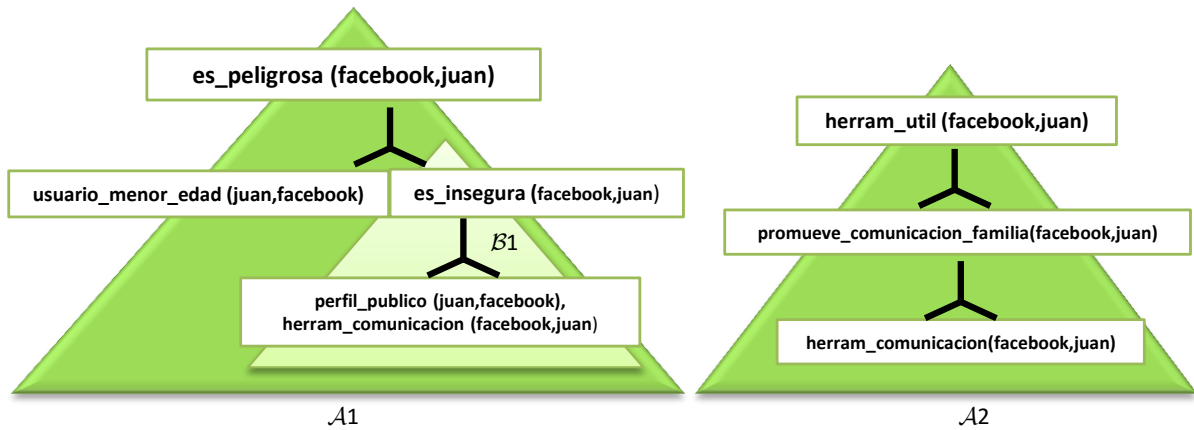 es_peligrosa (facebook,juan)
usuario_menor_edad (juan,facebook)
es_insegura (facebook,juan)
ℬ1
perfil_publico (juan,facebook),
herram_comunicacion (facebook,juan)
𝒜1
herram_util (facebook,juan)
promueve_comunicacion_familia(facebook,juan)
herram_comunicacion(facebook,juan)
𝒜2